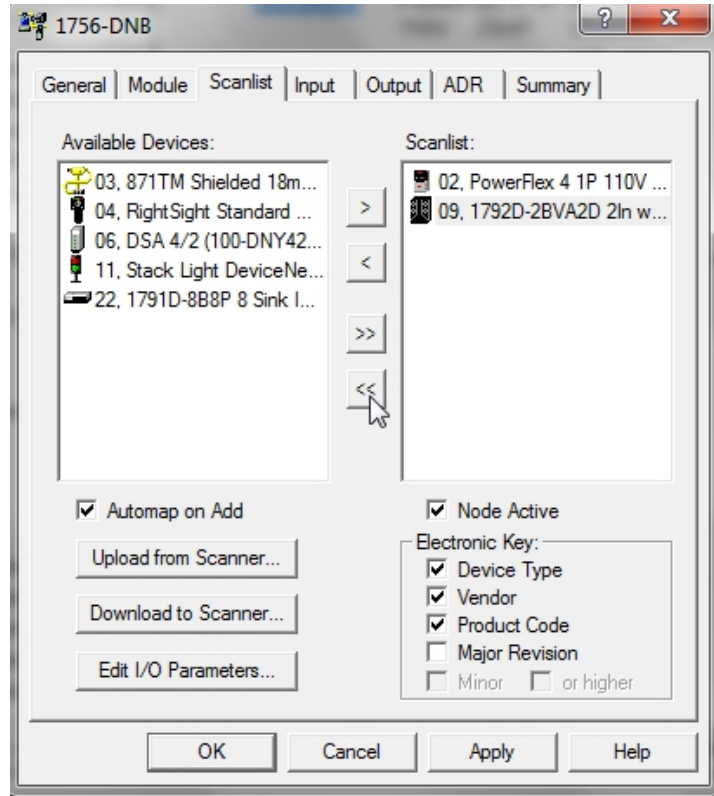 1756-DNB
General Module Scanlist Input Output ADR Summary
Available Devices:
03, 871TM Shielded 18m...
04, RightSight Standard ...
06, DSA 4/2 (100-DNY42...
11, Stack Light DeviceNe...
22, 1791D-8B8P 8 Sink I...
>
<
>>
<<
Scanlist:
02, PowerFlex 4 1P 110V ...
09, 1792D-2BVA2D 2In w...
Automap on Add
Upload from Scanner...
Download to Scanner...
Edit I/O Parameters...
Node Active
Electronic Key:
Device Type
Vendor
Product Code
Major Revision
Minor or higher
OK Cancel Apply Help